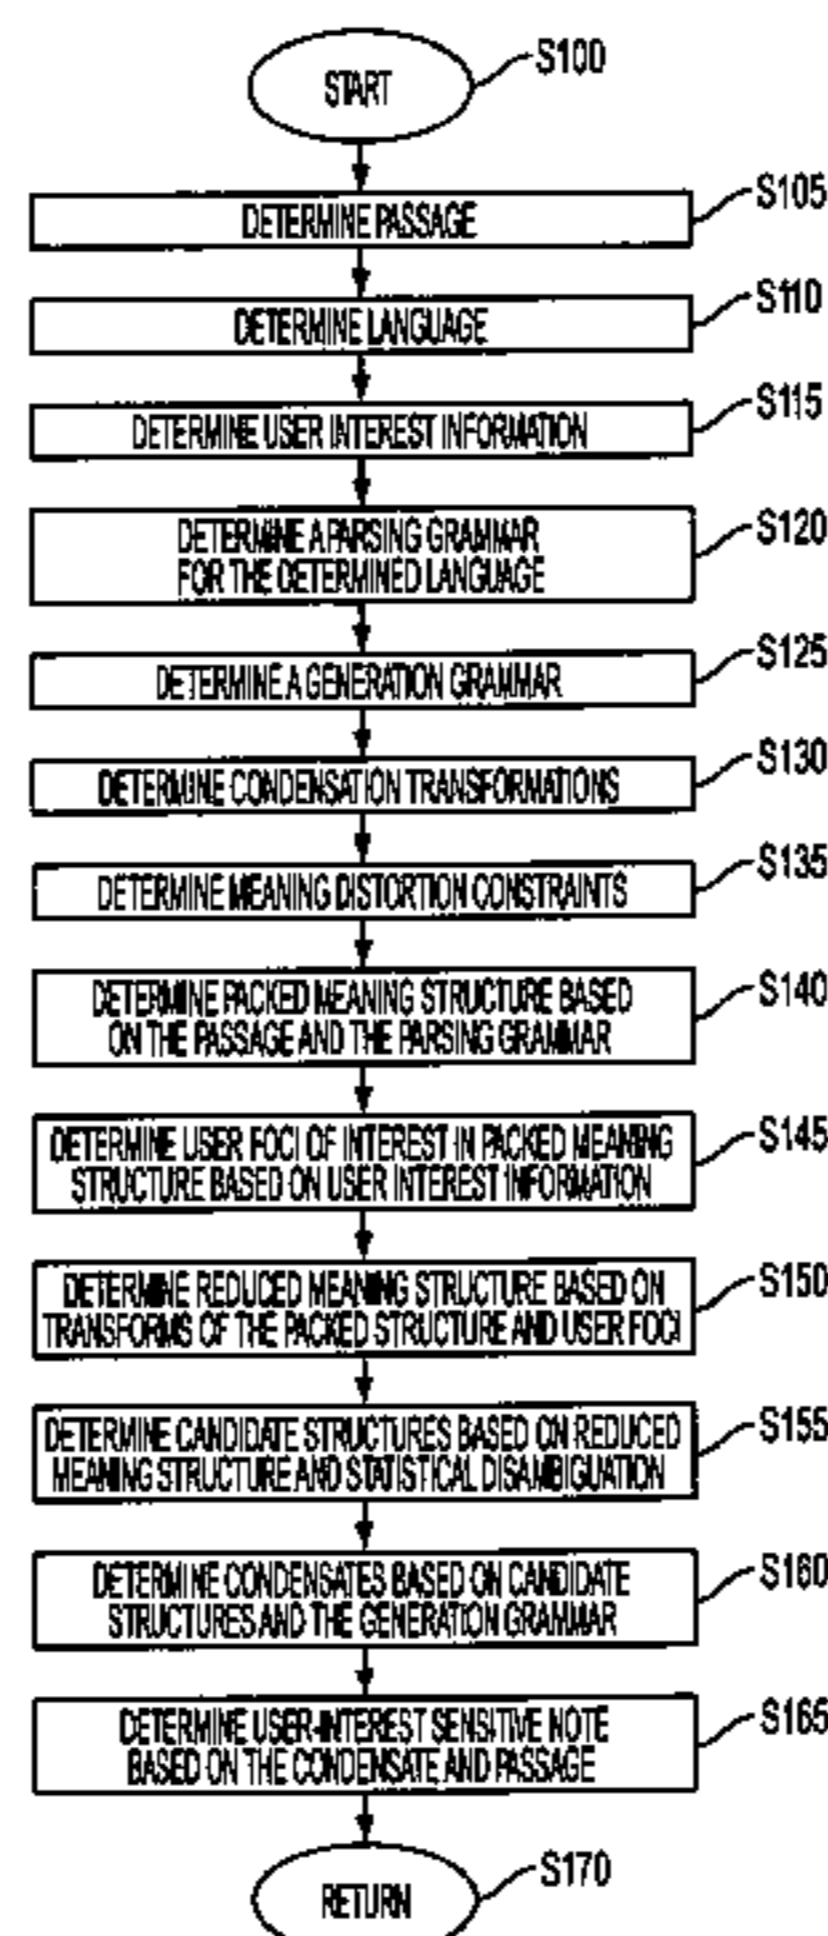 START
S100
DETERMINE PASSAGE
S105
DETERMINE LANGUAGE
S110
DETERMINE USER INTEREST INFORMATION
S115
DETERMINE A PARSING GRAMMAR
FOR THE DETERMINED LANGUAGE
S120
DETERMINE A GENERATION GRAMMAR
S125
DETERMINE CONDENSATION TRANSFORMATIONS
S130
DETERMINE MEANING DISTORTION CONSTRAINTS
S135
DETERMINE PACKED MEANING STRUCTURE BASED
ON THE PASSAGE AND THE PARSING GRAMMAR
S140
DETERMINE USER FOCI OF INTEREST IN PACKED MEANING
STRUCTURE BASED ON USER INTEREST INFORMATION
S145
DETERMINE REDUCED MEANING STRUCTURE BASED ON
TRANSFORMS OF THE PACKED STRUCTURE AND USER FOCI
S150
DETERMINE CANDIDATE STRUCTURES BASED ON REDUCED
MEANING STRUCTURE AND STATISTICAL DISAMBIGUATION
S155
DETERMINE CONDENSATES BASED ON CANDIDATE
STRUCTURES AND THE GENERATION GRAMMAR
S160
DETERMINE USER-INTEREST SENSITIVE NOTE
BASED ON THE CONDENSATE AND PASSAGE
S165
RETURN
S170